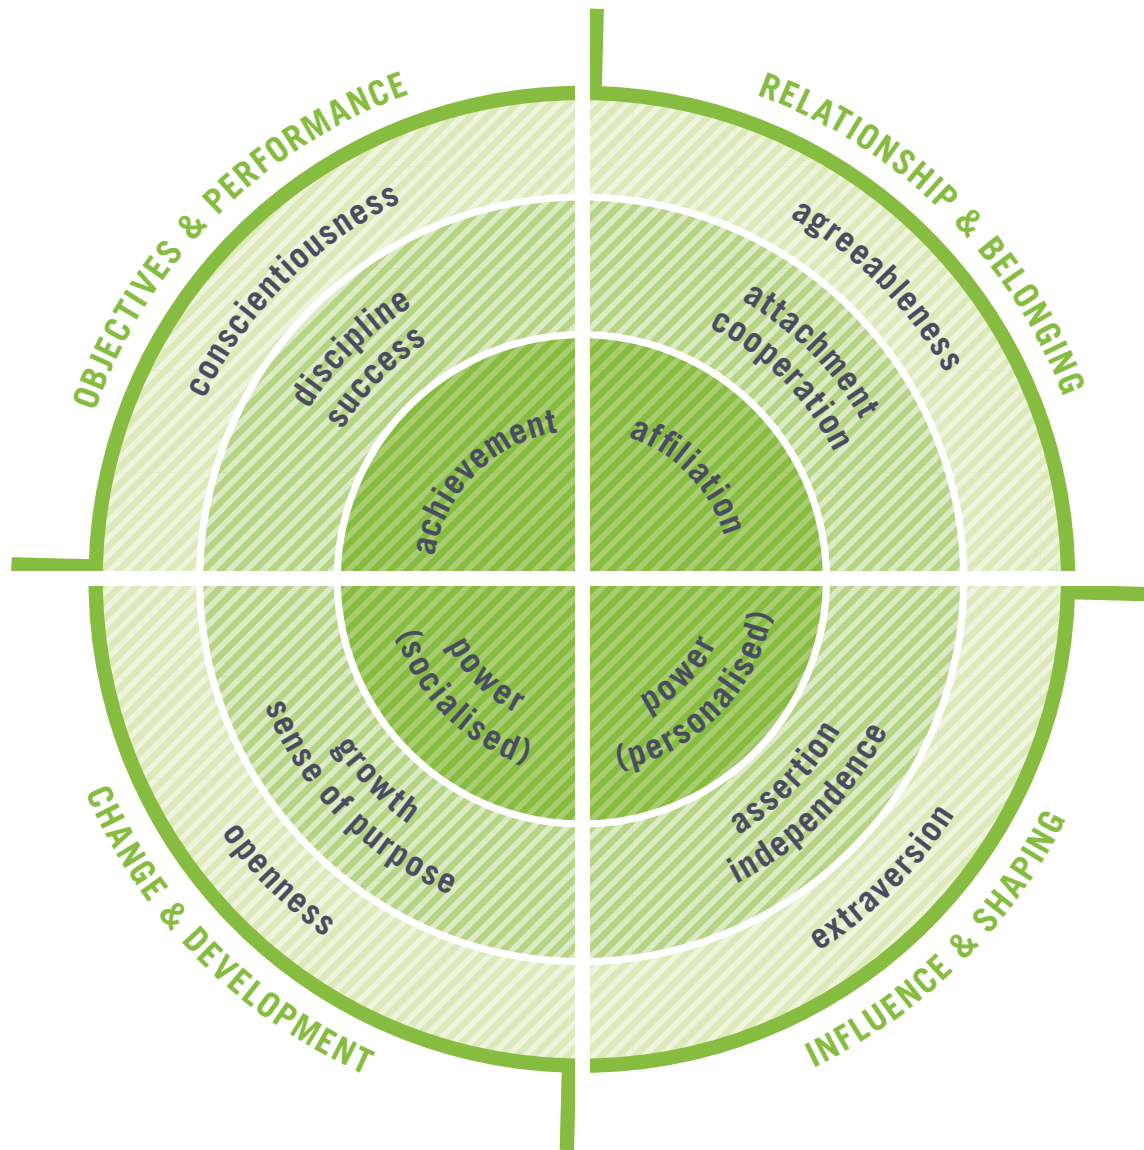 OBJECTIVES & PERFORMANCE
conscientiousness
discipline
success
achievement
RELATIONSHIP & BELONGING
agreeableness
attachment
cooperation
affiliation
power
(socialised)
growth
sense of purpose
openness
CHANGE & DEVELOPMENT
power
(personalised)
assertion
independence
extraversion
INFLUENCE & SHAPING